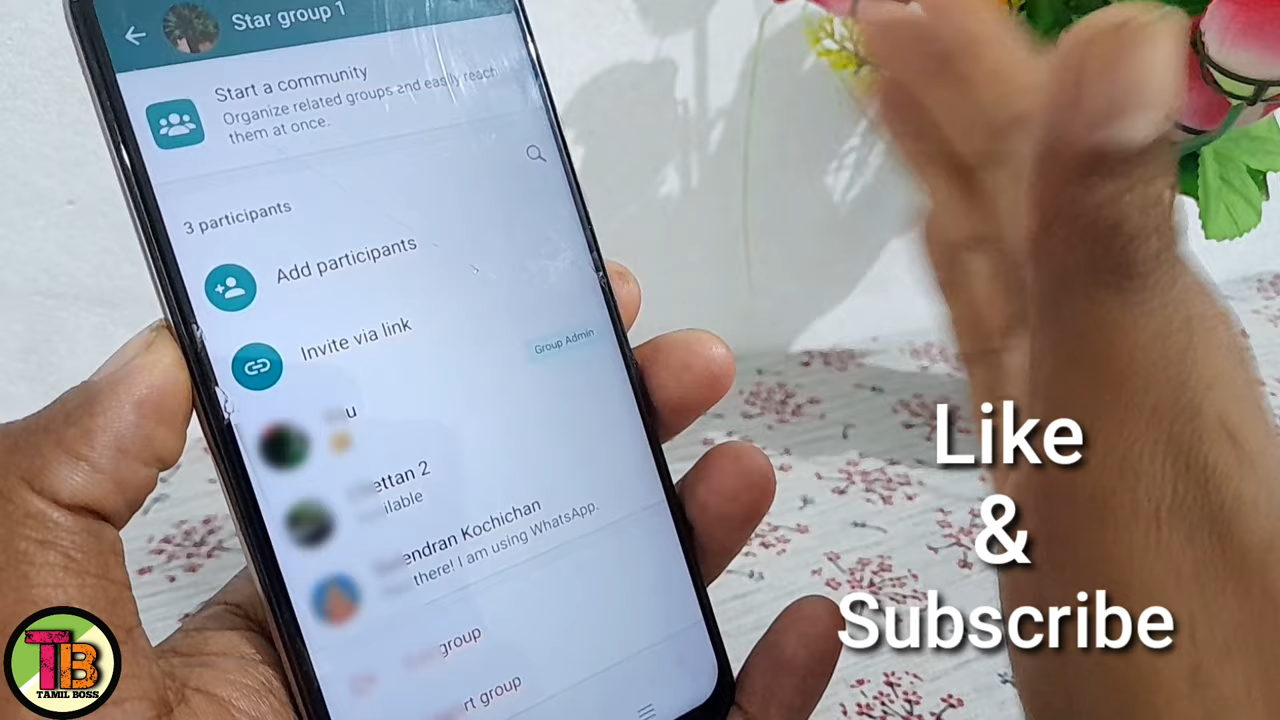 Star group 1
Start a community
Organize related groups and easily reach
them at once.
3 participants
Add participants
Invite via link
Group Admin
u
ettan 2
ilable
endran Kochichan
there! I am using WhatsApp.
group
rt group
Like
&
Subscribe
TB
TAMIL BOSS